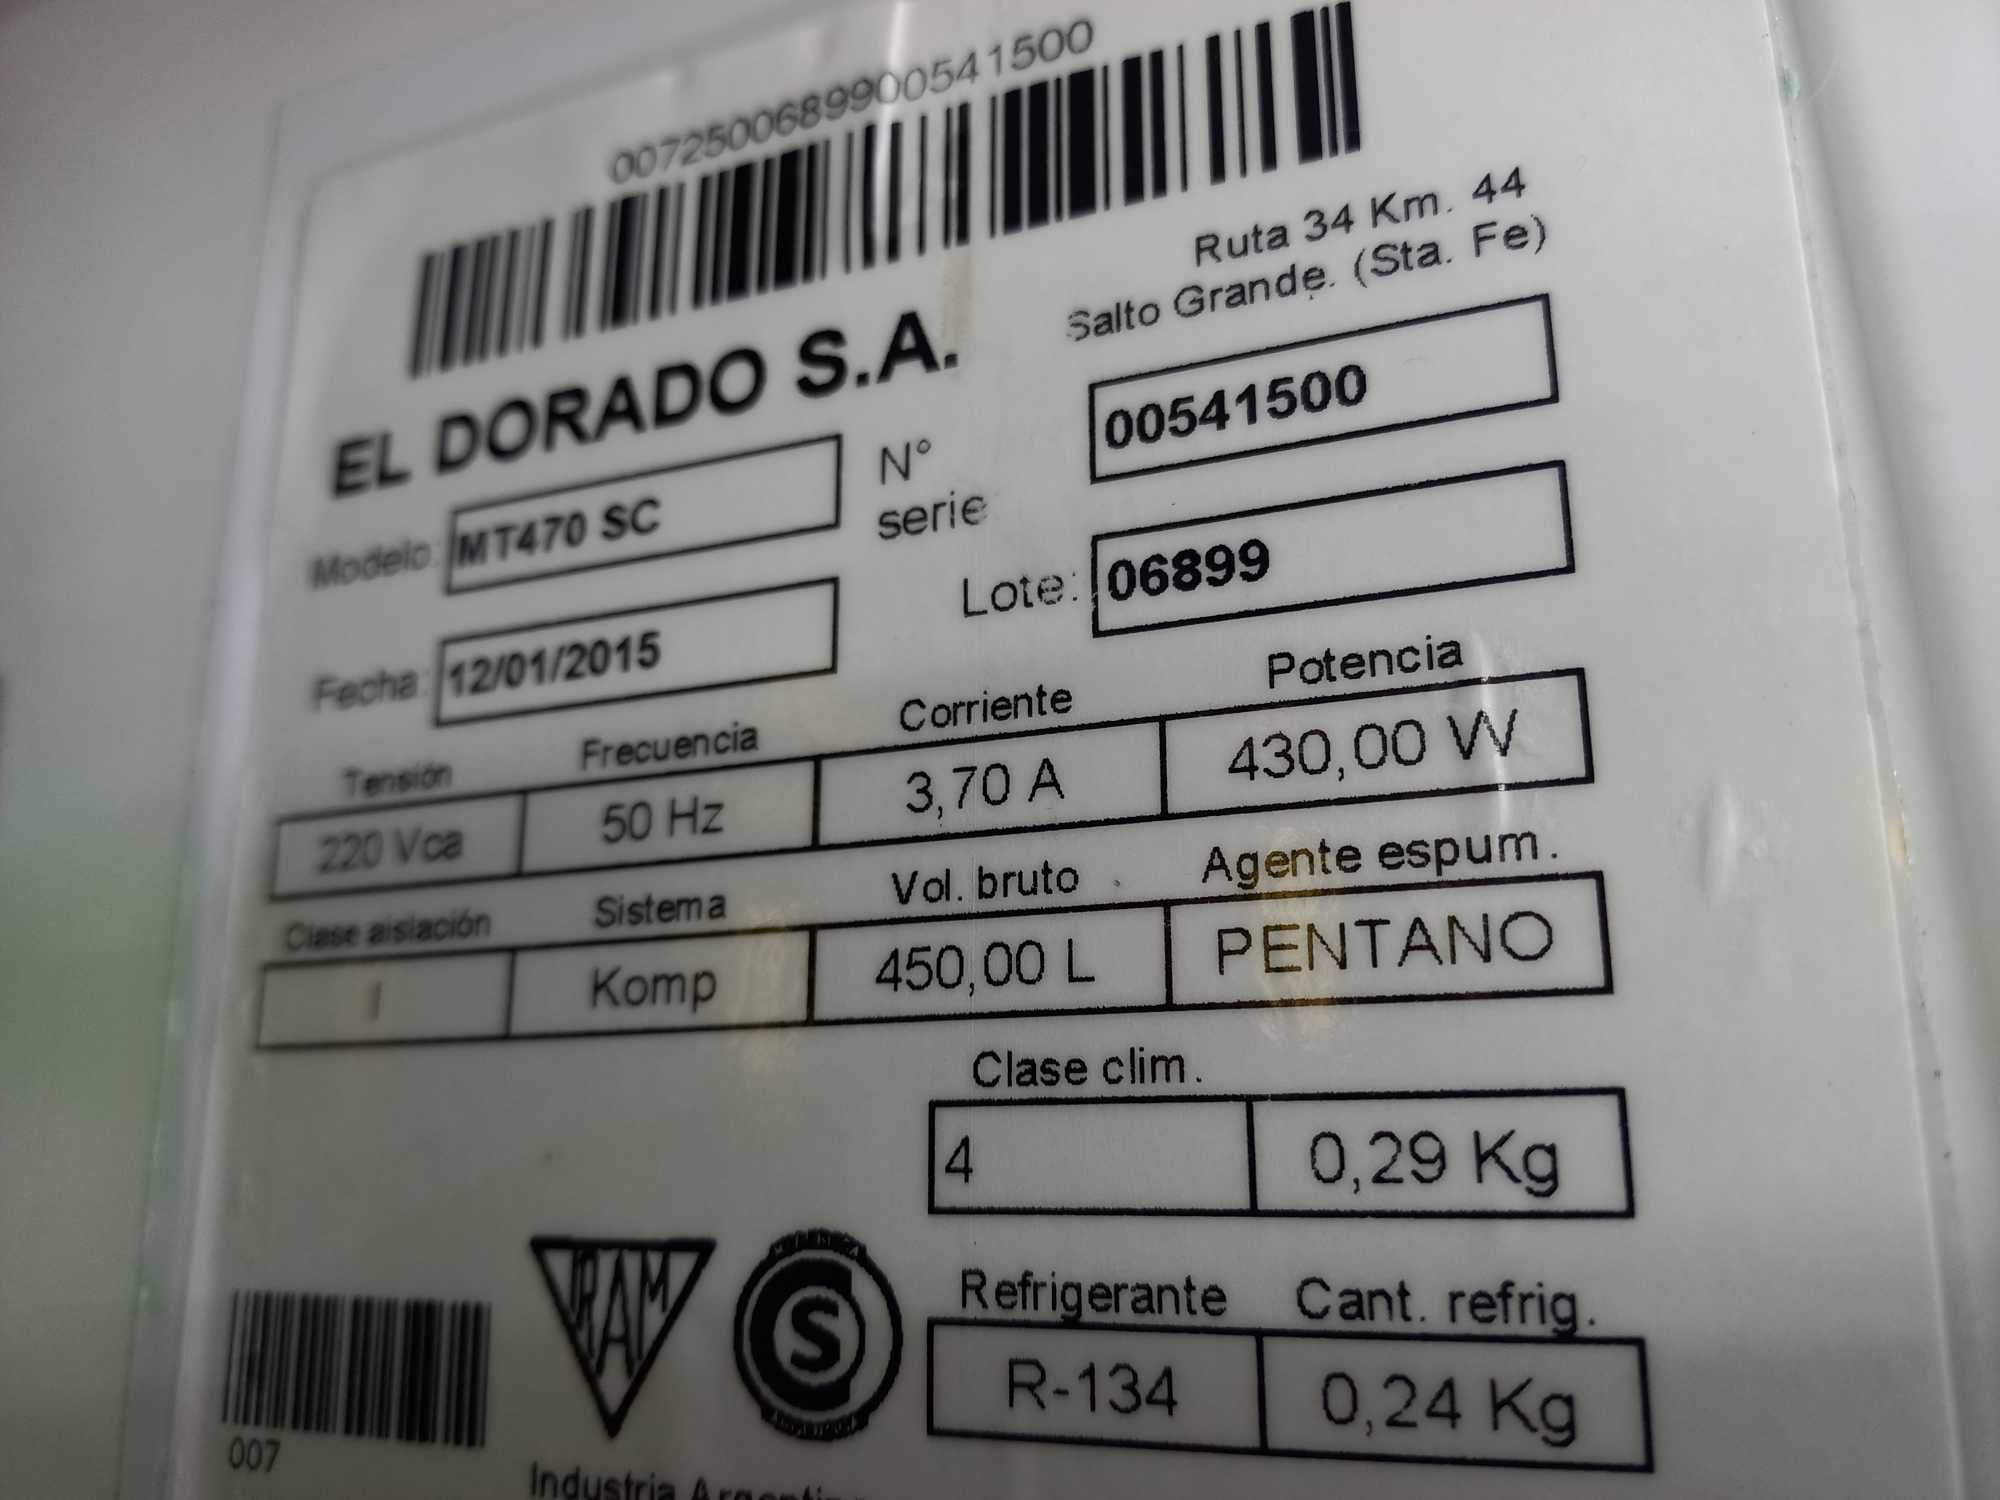 0072500689900541500
Ruta 34 Km. 44
Salto Grande. (Sta. Fe)
EL DORADO S.A.
Modelo: MT470 SC
N° serie 00541500
Fecha: 12/01/2015
Lote: 06899
Tensión Frecuencia Corriente Potencia
220 Vca 50 Hz 3,70 A 430,00 W
Clase aislación Sistema Vol. bruto Agente espum.
I Komp 450,00 L PENTANO
Clase clim.
4 0,29 Kg
Refrigerante Cant. refrig.
R-134 0,24 Kg
IRAM
S
007
Industria